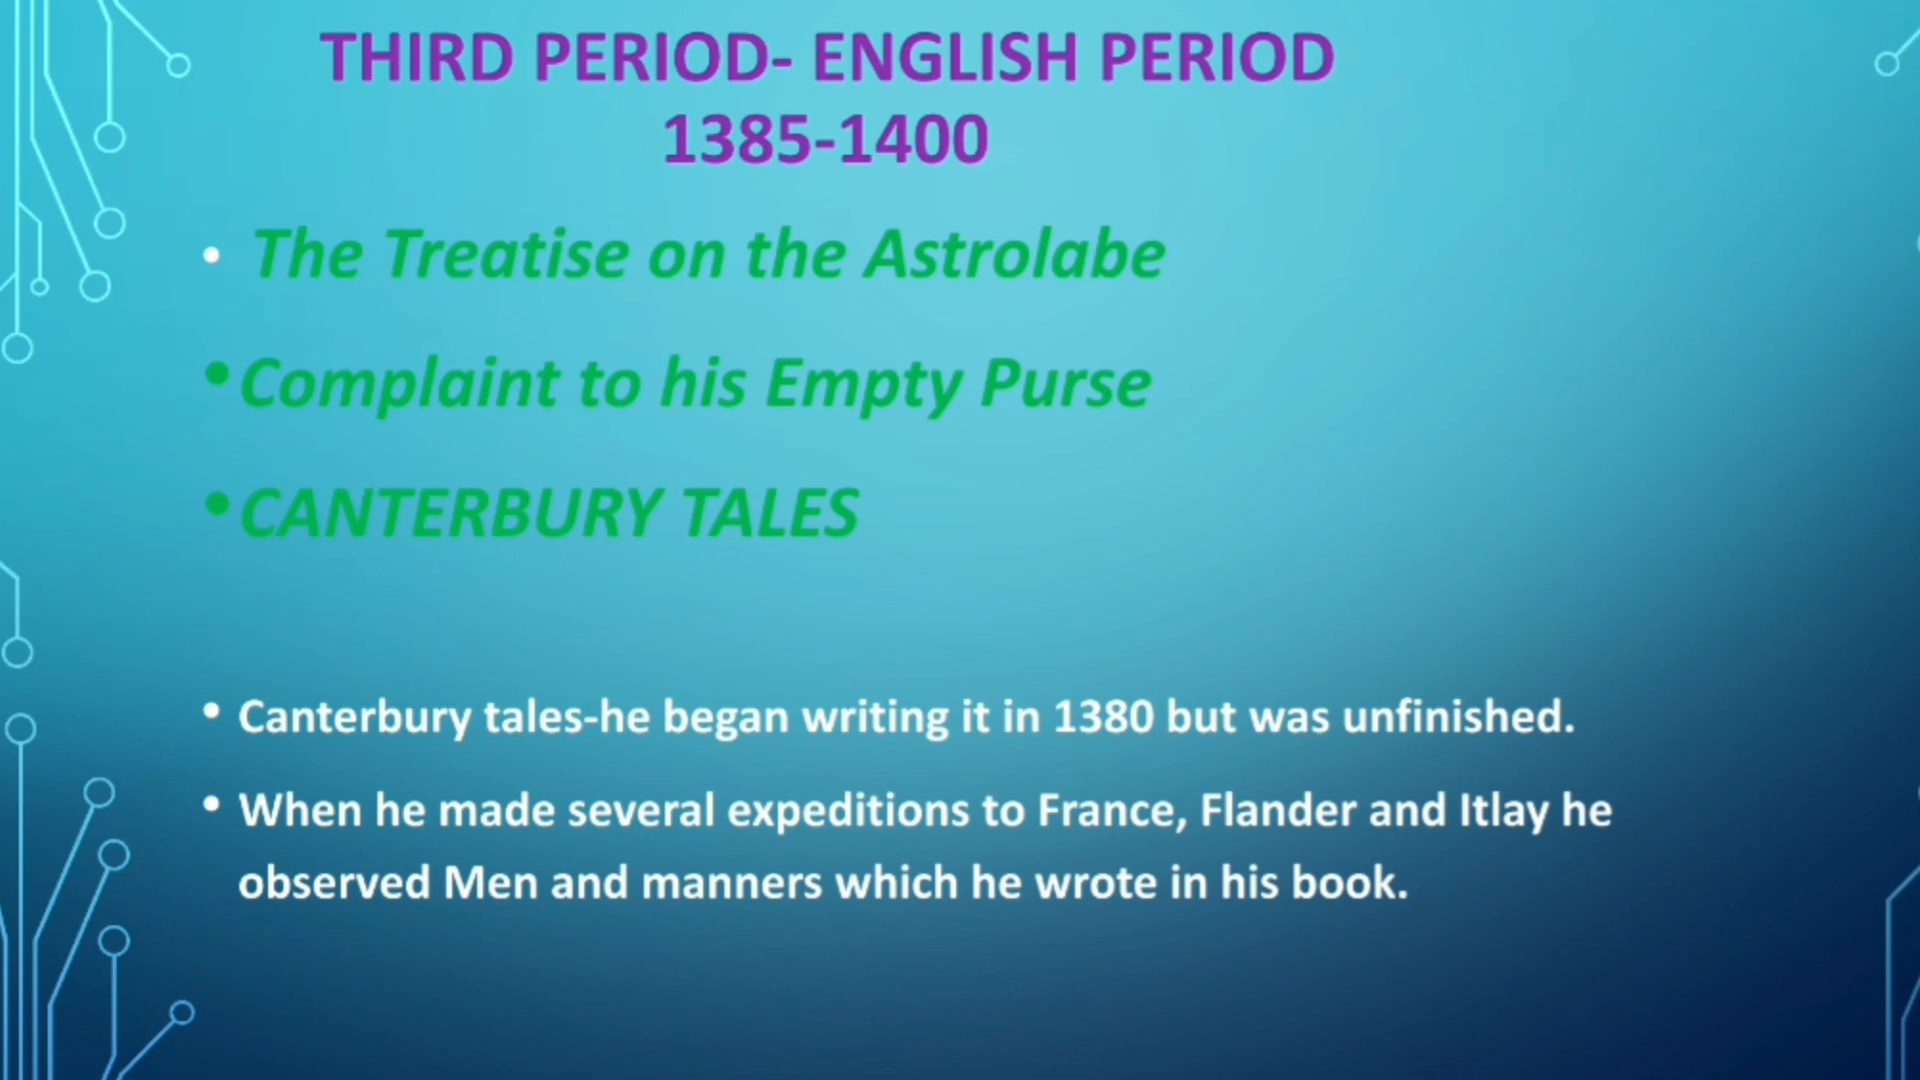 THIRD PERIOD- ENGLISH PERIOD
1385-1400
• The Treatise on the Astrolabe
• Complaint to his Empty Purse
• CANTERBURY TALES
• Canterbury tales-he began writing it in 1380 but was unfinished.
• When he made several expeditions to France, Flander and Itlay he
observed Men and manners which he wrote in his book.